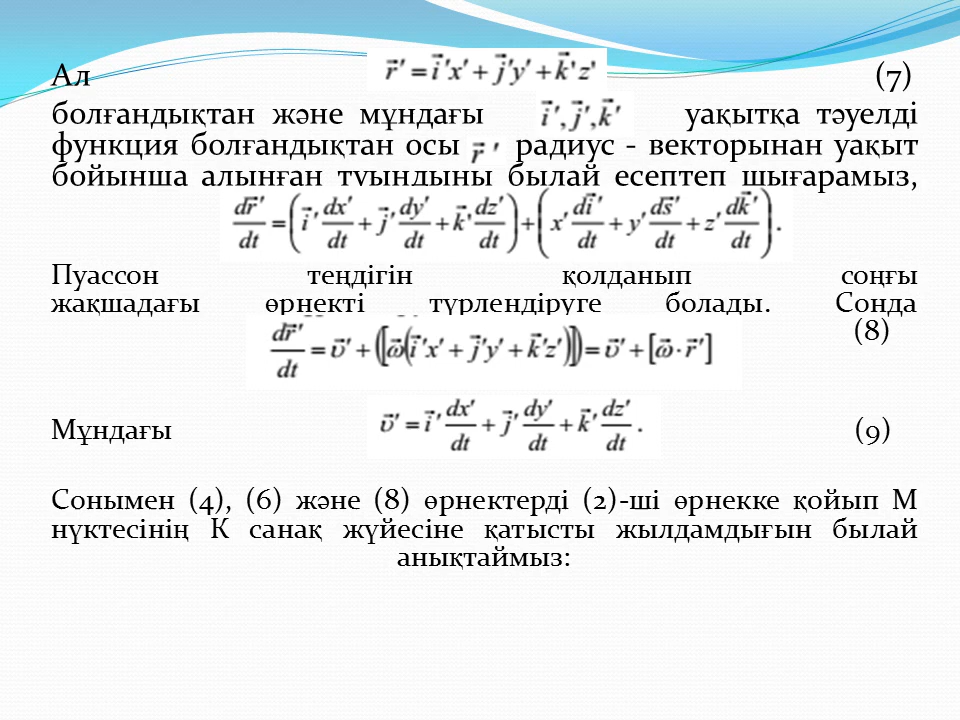 Ал r⃗′ = i⃗′x′ + j⃗′y′ + k⃗'z' (7)
болғандықтан және мұндағы i⃗′, j⃗′, k⃗′ уақытқа тәуелді
функция болғандықтан осы r⃗′ радиус - векторынан уақыт
бойынша алынған туындыны былай есептеп шығарамыз,
dr⃗′/dt = (i⃗′ dx′/dt + j⃗′ dy′/dt + k⃗' dz′/dt) + (x′ di⃗′/dt + y′ ds⃗′/dt + z′ dk⃗′/dt).
Пуассон теңдігін қолданып соңғы
жақшадағы өрнекті түрлендіруге болады. Сонда
dr⃗′/dt = υ⃗′ + ([ω⃗(i⃗′x′ + j⃗′y′ + k⃗′z′)]) = υ⃗′ + [ω⃗ · r⃗′] (8)
Мұндағы υ⃗′ = i⃗′ dx′/dt + j⃗′ dy′/dt + k⃗′ dz′/dt. (9)
Сонымен (4), (6) және (8) өрнектерді (2)-ші өрнекке қойып М
нүктесінің К санақ жүйесіне қатысты жылдамдығын былай
анықтаймыз: